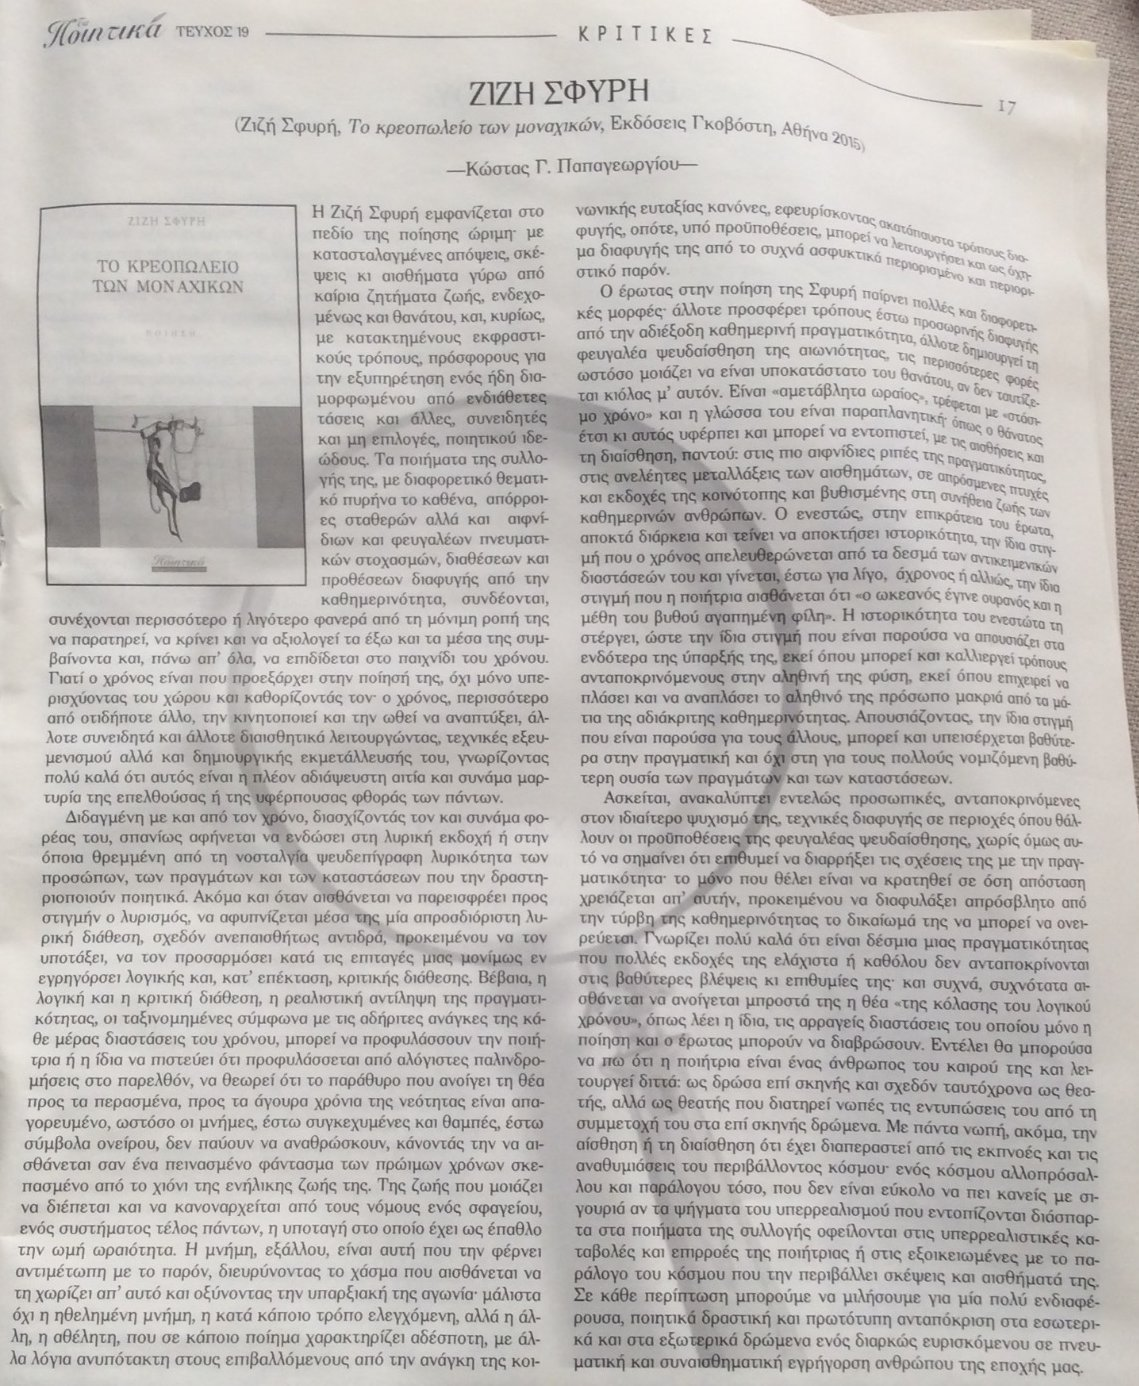 τα Ποιητικά ΤΕΥΧΟΣ 19
ΚΡΙΤΙΚΕΣ
17
ΖΙΖΗ ΣΦΥΡΗ
(Ζιζή Σφυρή, Το κρεοπωλείο των μοναχικών, Εκδόσεις Γκοβόστη, Αθήνα 2015)
—Κώστας Γ. Παπαγεωργίου—
ΖΙΖΗ ΣΦΥΡΗ
ΤΟ ΚΡΕΟΠΩΛΕΙΟ
ΤΩΝ ΜΟΝΑΧΙΚΩΝ
ΠΟΙΗΣΗ
Ποιητικά
Η Ζιζή Σφυρή εμφανίζεται στο
πεδίο της ποίησης ώριμη· με
κατασταλαγμένες απόψεις, σκέ-
ψεις κι αισθήματα γύρω από
καίρια ζητήματα ζωής, ενδεχο-
μένως και θανάτου, και, κυρίως,
με κατακτημένους εκφραστι-
κούς τρόπους, πρόσφορους για
την εξυπηρέτηση ενός ήδη δια-
μορφωμένου από ενδιάθετες
τάσεις και άλλες, συνειδητές
και μη επιλογές, ποιητικού ιδε-
ώδους. Τα ποιήματα της συλλο-
γής της, με διαφορετικό θεματι-
κό πυρήνα το καθένα, απόρροι-
ες σταθερών αλλά και αιφνί-
διων και φευγαλέων πνευματι-
κών στοχασμών, διαθέσεων και
προθέσεων διαφυγής από την
καθημερινότητα, συνδέονται,
συνέχονται περισσότερο ή λιγότερο φανερά από τη μόνιμη ροπή της
να παρατηρεί, να κρίνει και να αξιολογεί τα έξω και τα μέσα της συμ-
βαίνοντα και, πάνω απ' όλα, να επιδίδεται στο παιχνίδι του χρόνου.
Γιατί ο χρόνος είναι που προεξάρχει στην ποίησή της, όχι μόνο υπε-
ρισχύοντας του χώρου και καθορίζοντάς τον· ο χρόνος, περισσότερο
από οτιδήποτε άλλο, την κινητοποιεί και την ωθεί να αναπτύξει, άλ-
λοτε συνειδητά και άλλοτε διαισθητικά λειτουργώντας, τεχνικές εξευ-
μενισμού αλλά και δημιουργικής εκμετάλλευσής του, γνωρίζοντας
πολύ καλά ότι αυτός είναι η πλέον αδιάψευστη αιτία και συνάμα μαρ-
τυρία της επελθούσας ή της υφέρπουσας φθοράς των πάντων.
Διδαγμένη με και από τον χρόνο, διασχίζοντάς τον και συνάμα φο-
ρέας του, σπανίως αφήνεται να ενδώσει στη λυρική εκδοχή ή στην
όποια θρεμμένη από τη νοσταλγία ψευδεπίγραφη λυρικότητα των
προσώπων, των πραγμάτων και των καταστάσεων που την δραστη-
ριοποιούν ποιητικά. Ακόμα και όταν αισθάνεται να παρεισφρέει προς
στιγμήν ο λυρισμός, να αφυπνίζεται μέσα της μία απροσδιόριστη λυ-
ρική διάθεση, σχεδόν ανεπαισθήτως αντιδρά, προκειμένου να τον
υποτάξει, να τον προσαρμόσει κατά τις επιταγές μιας μονίμως εν
εγρηγόρσει λογικής και, κατ' επέκταση, κριτικής διάθεσης. Βέβαια, η
λογική και η κριτική διάθεση, η ρεαλιστική αντίληψη της πραγματι-
κότητας, οι ταξινομημένες σύμφωνα με τις αδήριτες ανάγκες της κά-
θε μέρας διαστάσεις του χρόνου, μπορεί να προφυλάσσουν την ποιή-
τρια ή η ίδια να πιστεύει ότι προφυλάσσεται από αλόγιστες παλινδρο-
μήσεις στο παρελθόν, να θεωρεί ότι το παράθυρο που ανοίγει τη θέα
προς τα περασμένα, προς τα άγουρα χρόνια της νεότητας είναι απα-
γορευμένο, ωστόσο οι μνήμες, έστω συγκεχυμένες και θαμπές, έστω
σύμβολα ονείρου, δεν παύουν να αναθρώσκουν, κάνοντάς την να αι-
σθάνεται σαν ένα πεινασμένο φάντασμα των πρώιμων χρόνων σκε-
πασμένο από το χιόνι της ενήλικης ζωής της. Της ζωής που μοιάζει
να διέπεται και να κανοναρχείται από τους νόμους ενός σφαγείου,
ενός συστήματος τέλος πάντων, η υποταγή στο οποίο έχει ως έπαθλο
την ωμή ωραιότητα. Η μνήμη, εξάλλου, είναι αυτή που την φέρνει
αντιμέτωπη με το παρόν, διευρύνοντας το χάσμα που αισθάνεται να
τη χωρίζει απ' αυτό και οξύνοντας την υπαρξιακή της αγωνία· μάλιστα
όχι η ηθελημένη μνήμη, η κατά κάποιο τρόπο ελεγχόμενη, αλλά η άλ-
λη, η αθέλητη, που σε κάποιο ποίημα χαρακτηρίζει αδέσποτη, με άλ-
λα λόγια ανυπότακτη στους επιβαλλόμενους από την ανάγκη της κοι-
νωνικής ευταξίας κανόνες, εφευρίσκοντας ακατάπαυστα τρόπους δια-
φυγής, οπότε, υπό προϋποθέσεις, μπορεί να λειτουργήσει και ως όχη-
μα διαφυγής της από το συχνά ασφυκτικά περιορισμένο και περιορι-
στικό παρόν.
Ο έρωτας στην ποίηση της Σφυρή παίρνει πολλές και διαφορετι-
κές μορφές· άλλοτε προσφέρει τρόπους έστω προσωρινής διαφυγής
από την αδιέξοδη καθημερινή πραγματικότητα, άλλοτε δημιουργεί τη
φευγαλέα ψευδαίσθηση της αιωνιότητας, τις περισσότερες φορές
ωστόσο μοιάζει να είναι υποκατάστατο του θανάτου, αν δεν ταυτίζε-
ται κιόλας μ' αυτόν. Είναι «αμετάβλητα ωραίος», τρέφεται με «στάσι-
μο χρόνο» και η γλώσσα του είναι παραπλανητική· όπως ο θάνατος
έτσι κι αυτός υφέρπει και μπορεί να εντοπιστεί, με τις αισθήσεις και
τη διαίσθηση, παντού: στις πιο αιφνίδιες ριπές της πραγματικότητας,
στις ανελέητες μεταλλάξεις των αισθημάτων, σε απρόσμενες πτυχές
και εκδοχές της κοινότοπης και βυθισμένης στη συνήθεια ζωής των
καθημερινών ανθρώπων. Ο ενεστώς, στην επικράτεια του έρωτα,
αποκτά διάρκεια και τείνει να αποκτήσει ιστορικότητα, την ίδια στιγ-
μή που ο χρόνος απελευθερώνεται από τα δεσμά των αντικειμενικών
διαστάσεών του και γίνεται, έστω για λίγο, άχρονος ή αλλιώς, την ίδια
στιγμή που η ποιήτρια αισθάνεται ότι «ο ωκεανός έγινε ουρανός και η
μέθη του βυθού αγαπημένη φίλη». Η ιστορικότητα του ενεστώτα τη
στέργει, ώστε την ίδια στιγμή που είναι παρούσα να απουσιάζει στα
ενδότερα της ύπαρξής της, εκεί όπου μπορεί και καλλιεργεί τρόπους
ανταποκρινόμενους στην αληθινή της φύση, εκεί όπου επιχειρεί να
πλάσει και να αναπλάσει το αληθινό της πρόσωπο μακριά από τα μά-
τια της αδιάκριτης καθημερινότητας. Απουσιάζοντας, την ίδια στιγμή
που είναι παρούσα για τους άλλους, μπορεί και υπεισέρχεται βαθύτε-
ρα στην πραγματική και όχι στη για τους πολλούς νομιζόμενη βαθύ-
τερη ουσία των πραγμάτων και των καταστάσεων.
Ασκείται, ανακαλύπτει εντελώς προσωπικές, ανταποκρινόμενες
στον ιδιαίτερο ψυχισμό της, τεχνικές διαφυγής σε περιοχές όπου θάλ-
λουν οι προϋποθέσεις της φευγαλέας ψευδαίσθησης, χωρίς όμως αυ-
τό να σημαίνει ότι επιθυμεί να διαρρήξει τις σχέσεις της με την πραγ-
ματικότητα· το μόνο που θέλει είναι να κρατηθεί σε όση απόσταση
χρειάζεται απ' αυτήν, προκειμένου να διαφυλάξει απρόσβλητο από
την τύρβη της καθημερινότητας το δικαίωμά της να μπορεί να ονει-
ρεύεται. Γνωρίζει πολύ καλά ότι είναι δέσμια μιας πραγματικότητας
που πολλές εκδοχές της ελάχιστα ή καθόλου δεν ανταποκρίνονται
στις βαθύτερες βλέψεις κι επιθυμίες της· και συχνά, συχνότατα αι-
σθάνεται να ανοίγεται μπροστά της η θέα «της κόλασης του λογικού
χρόνου», όπως λέει η ίδια, τις αρραγείς διαστάσεις του οποίου μόνο η
ποίηση και ο έρωτας μπορούν να διαβρώσουν. Εντέλει θα μπορούσα
να πω ότι η ποιήτρια είναι ένας άνθρωπος του καιρού της και λει-
τουργεί διττά: ως δρώσα επί σκηνής και σχεδόν ταυτόχρονα ως θεα-
τής, αλλά ως θεατής που διατηρεί νωπές τις εντυπώσεις του από τη
συμμετοχή του στα επί σκηνής δρώμενα. Με πάντα νωπή, ακόμα, την
αίσθηση ή τη διαίσθηση ότι έχει διαπεραστεί από τις εκπνοές και τις
αναθυμιάσεις του περιβάλλοντος κόσμου· ενός κόσμου αλλοπρόσαλ-
λου και παράλογου τόσο, που δεν είναι εύκολο να πει κανείς με σι-
γουριά αν τα ψήγματα του υπερρεαλισμού που εντοπίζονται διάσπαρ-
τα στα ποιήματα της συλλογής οφείλονται στις υπερρεαλιστικές κα-
ταβολές και επιρροές της ποιήτριας ή στις εξοικειωμένες με το πα-
ράλογο του κόσμου που την περιβάλλει σκέψεις και αισθήματά της.
Σε κάθε περίπτωση μπορούμε να μιλήσουμε για μία πολύ ενδιαφέ-
ρουσα, ποιητικά δραστική και πρωτότυπη ανταπόκριση στα εσωτερι-
κά και στα εξωτερικά δρώμενα ενός διαρκώς ευρισκόμενου σε πνευ-
ματική και συναισθηματική εγρήγορση ανθρώπου της εποχής μας.